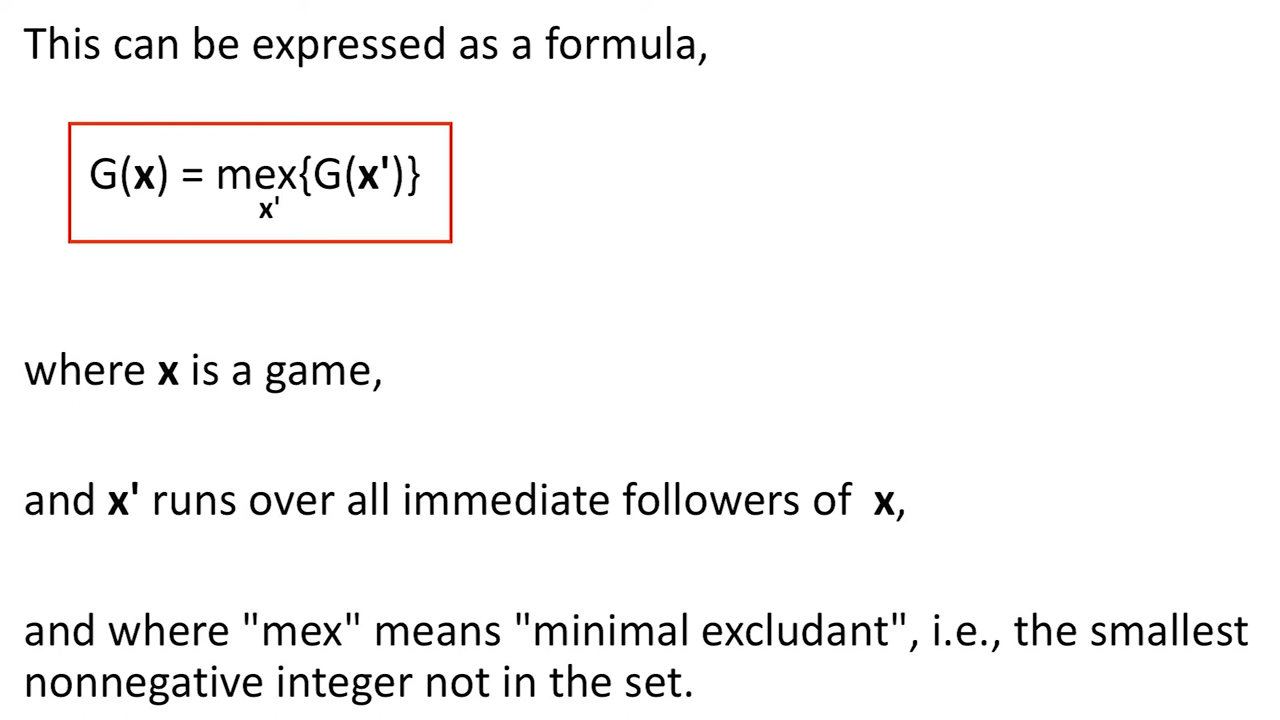 This can be expressed as a formula,
G(x) = mex{G(x')}
x'
where x is a game,
and x' runs over all immediate followers of x,
and where "mex" means "minimal excludant", i.e., the smallest
nonnegative integer not in the set.